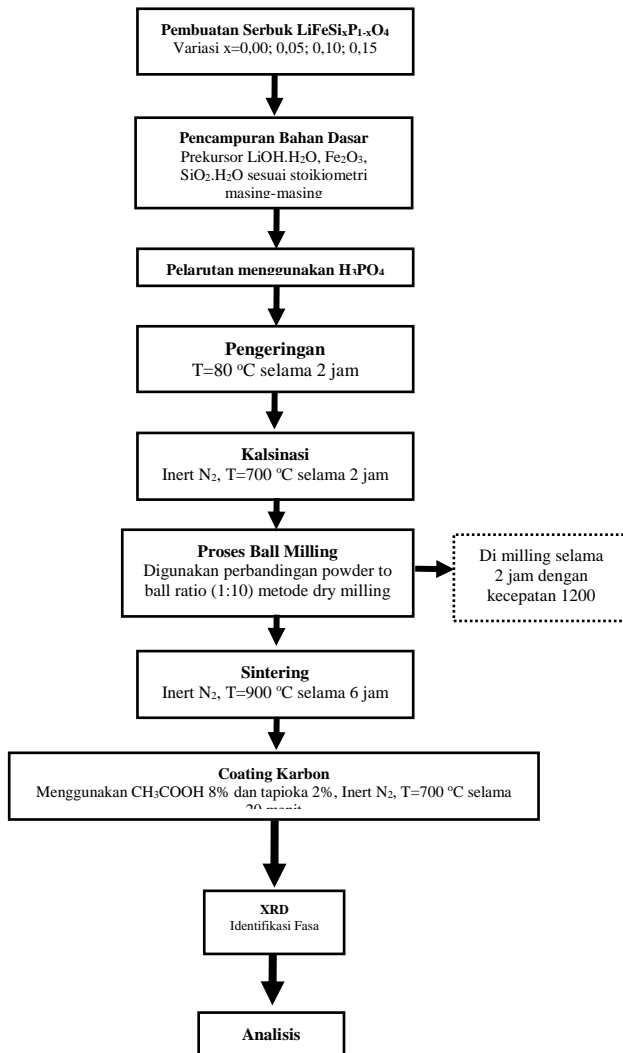 Pembuatan Serbuk LiFeSiₓP₁₋ₓO₄
Variasi x=0,00; 0,05; 0,10; 0,15
Pencampuran Bahan Dasar
Prekursor LiOH.H₂O, Fe₂O₃,
SiO₂.H₂O sesuai stoikiometri
masing-masing
Pelarutan menggunakan H₃PO₄
Pengeringan
T=80 °C selama 2 jam
Kalsinasi
Inert N₂, T=700 °C selama 2 jam
Proses Ball Milling
Digunakan perbandingan powder to
ball ratio (1:10) metode dry milling
Di milling selama
2 jam dengan
kecepatan 1200
Sintering
Inert N₂, T=900 °C selama 6 jam
Coating Karbon
Menggunakan CH₃COOH 8% dan tapioka 2%, Inert N₂, T=700 °C selama
20 menit
XRD
Identifikasi Fasa
Analisis